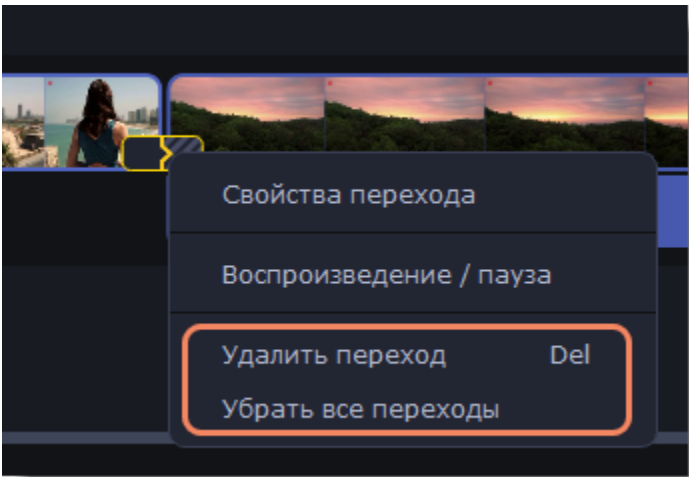 Свойства перехода
Воспроизведение / пауза
Удалить переход Del
Убрать все переходы